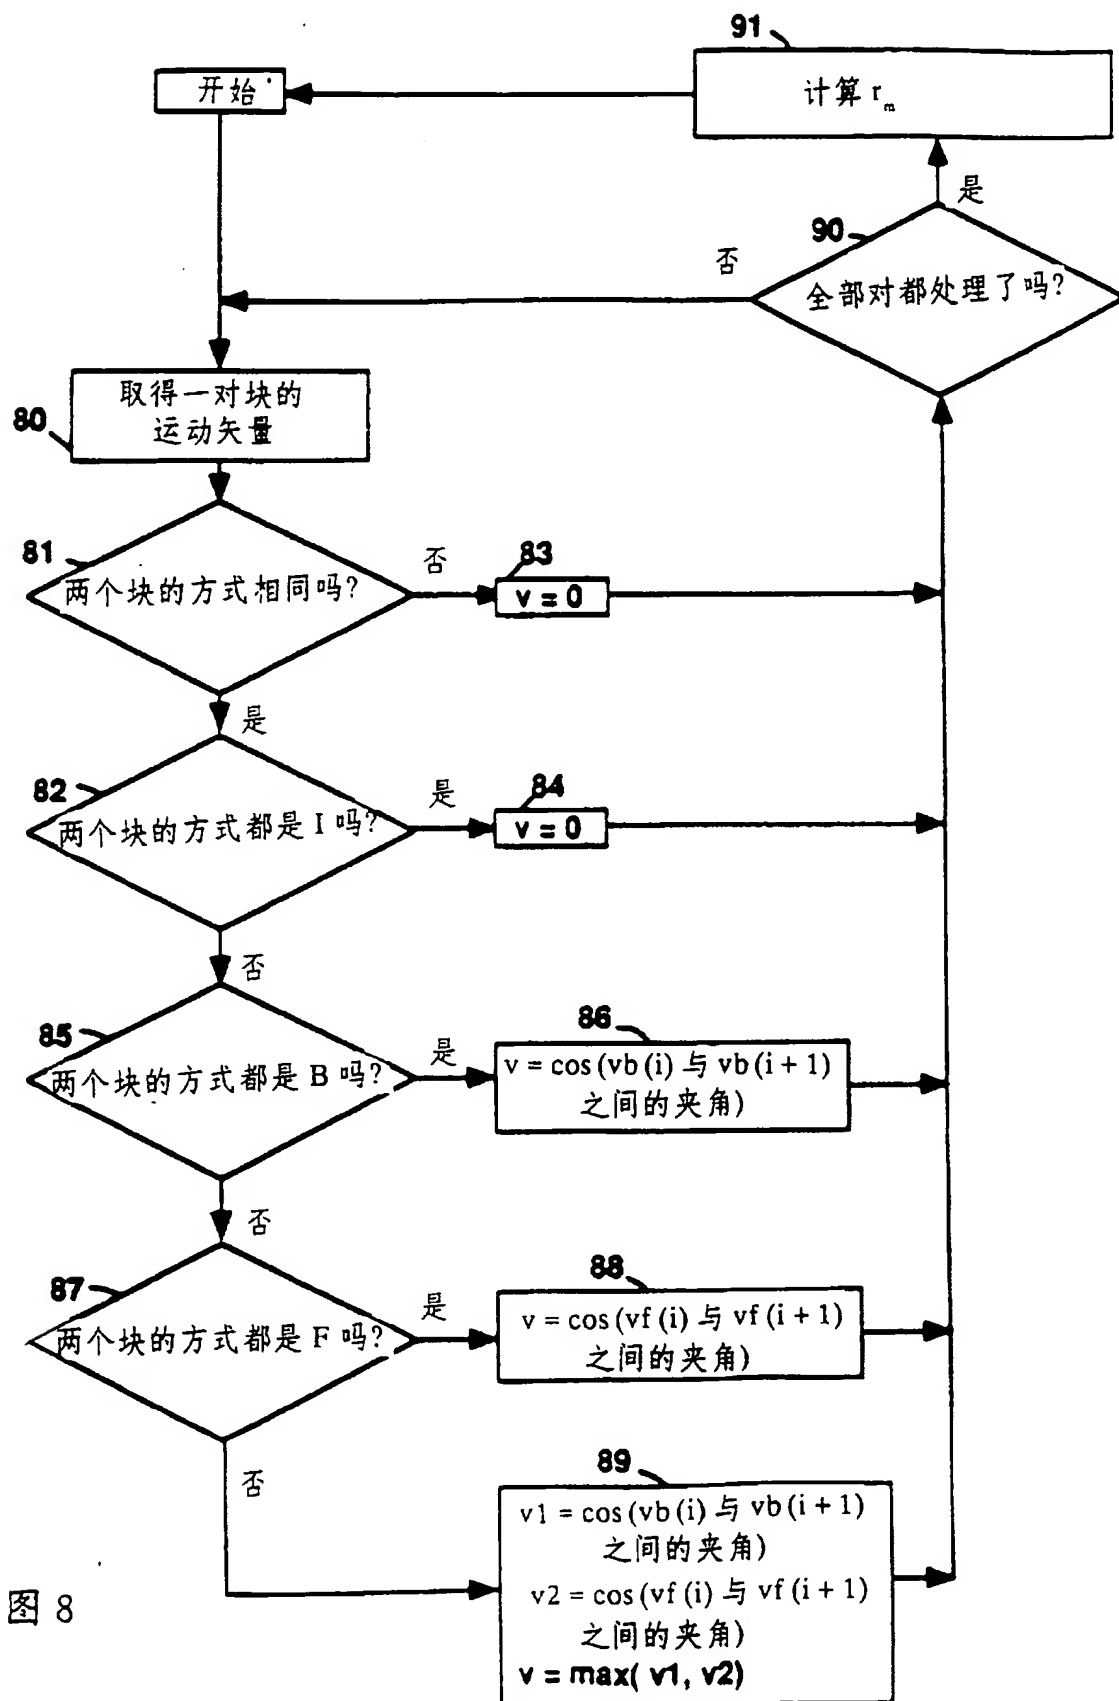 91
开始
计算 rm
是
90
否
全部对都处理了吗?
取得一对块的
运动矢量
80
81
两个块的方式相同吗?
否
83
v = 0
是
82
两个块的方式都是 I 吗?
是
84
v = 0
否
85
两个块的方式都是 B 吗?
是
86
v = cos (vb (i) 与 vb (i + 1)
之间的夹角)
否
87
两个块的方式都是 F 吗?
是
88
v = cos (vf (i) 与 vf (i + 1)
之间的夹角)
否
89
v1 = cos (vb (i) 与 vb (i + 1)
之间的夹角)
v2 = cos (vf (i) 与 vf (i + 1)
之间的夹角)
v = max( v1, v2)
图 8